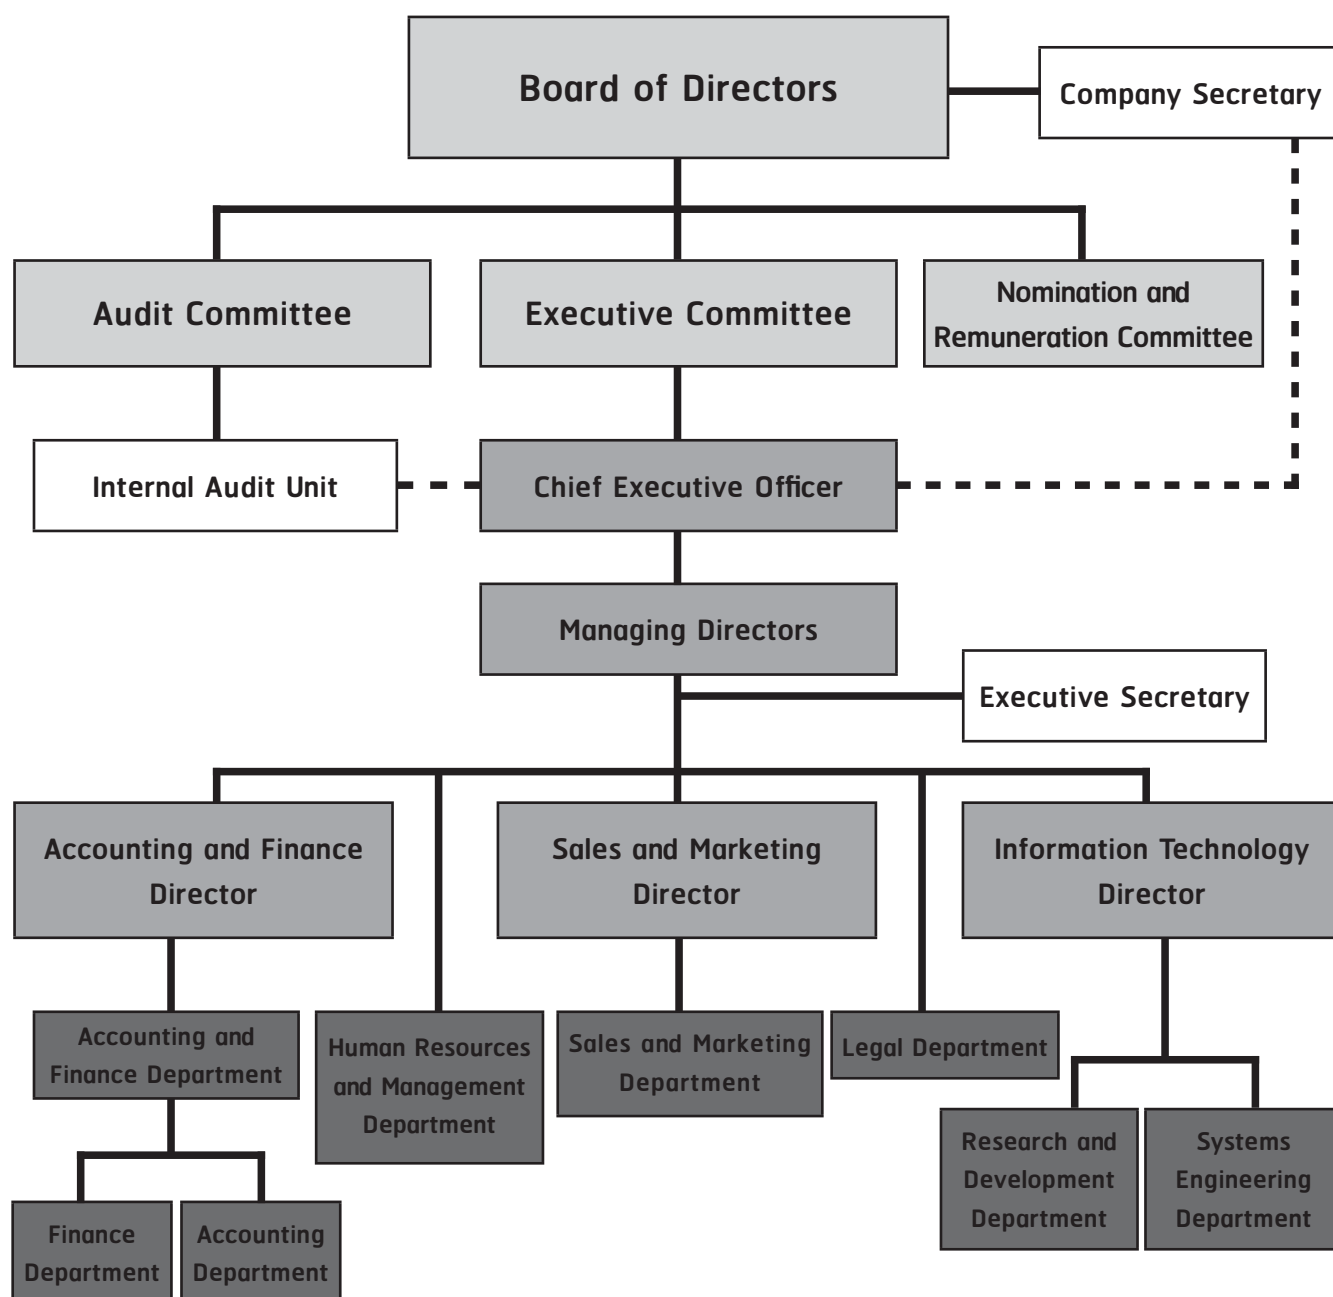 Board of Directors
Company Secretary
Audit Committee
Executive Committee
Nomination and
Remuneration Committee
Internal Audit Unit
Chief Executive Officer
Managing Directors
Executive Secretary
Accounting and Finance
Director
Sales and Marketing
Director
Information Technology
Director
Accounting and
Finance Department
Human Resources
and Management
Department
Sales and Marketing
Department
Legal Department
Research and
Development
Department
Systems
Engineering
Department
Finance
Department
Accounting
Department